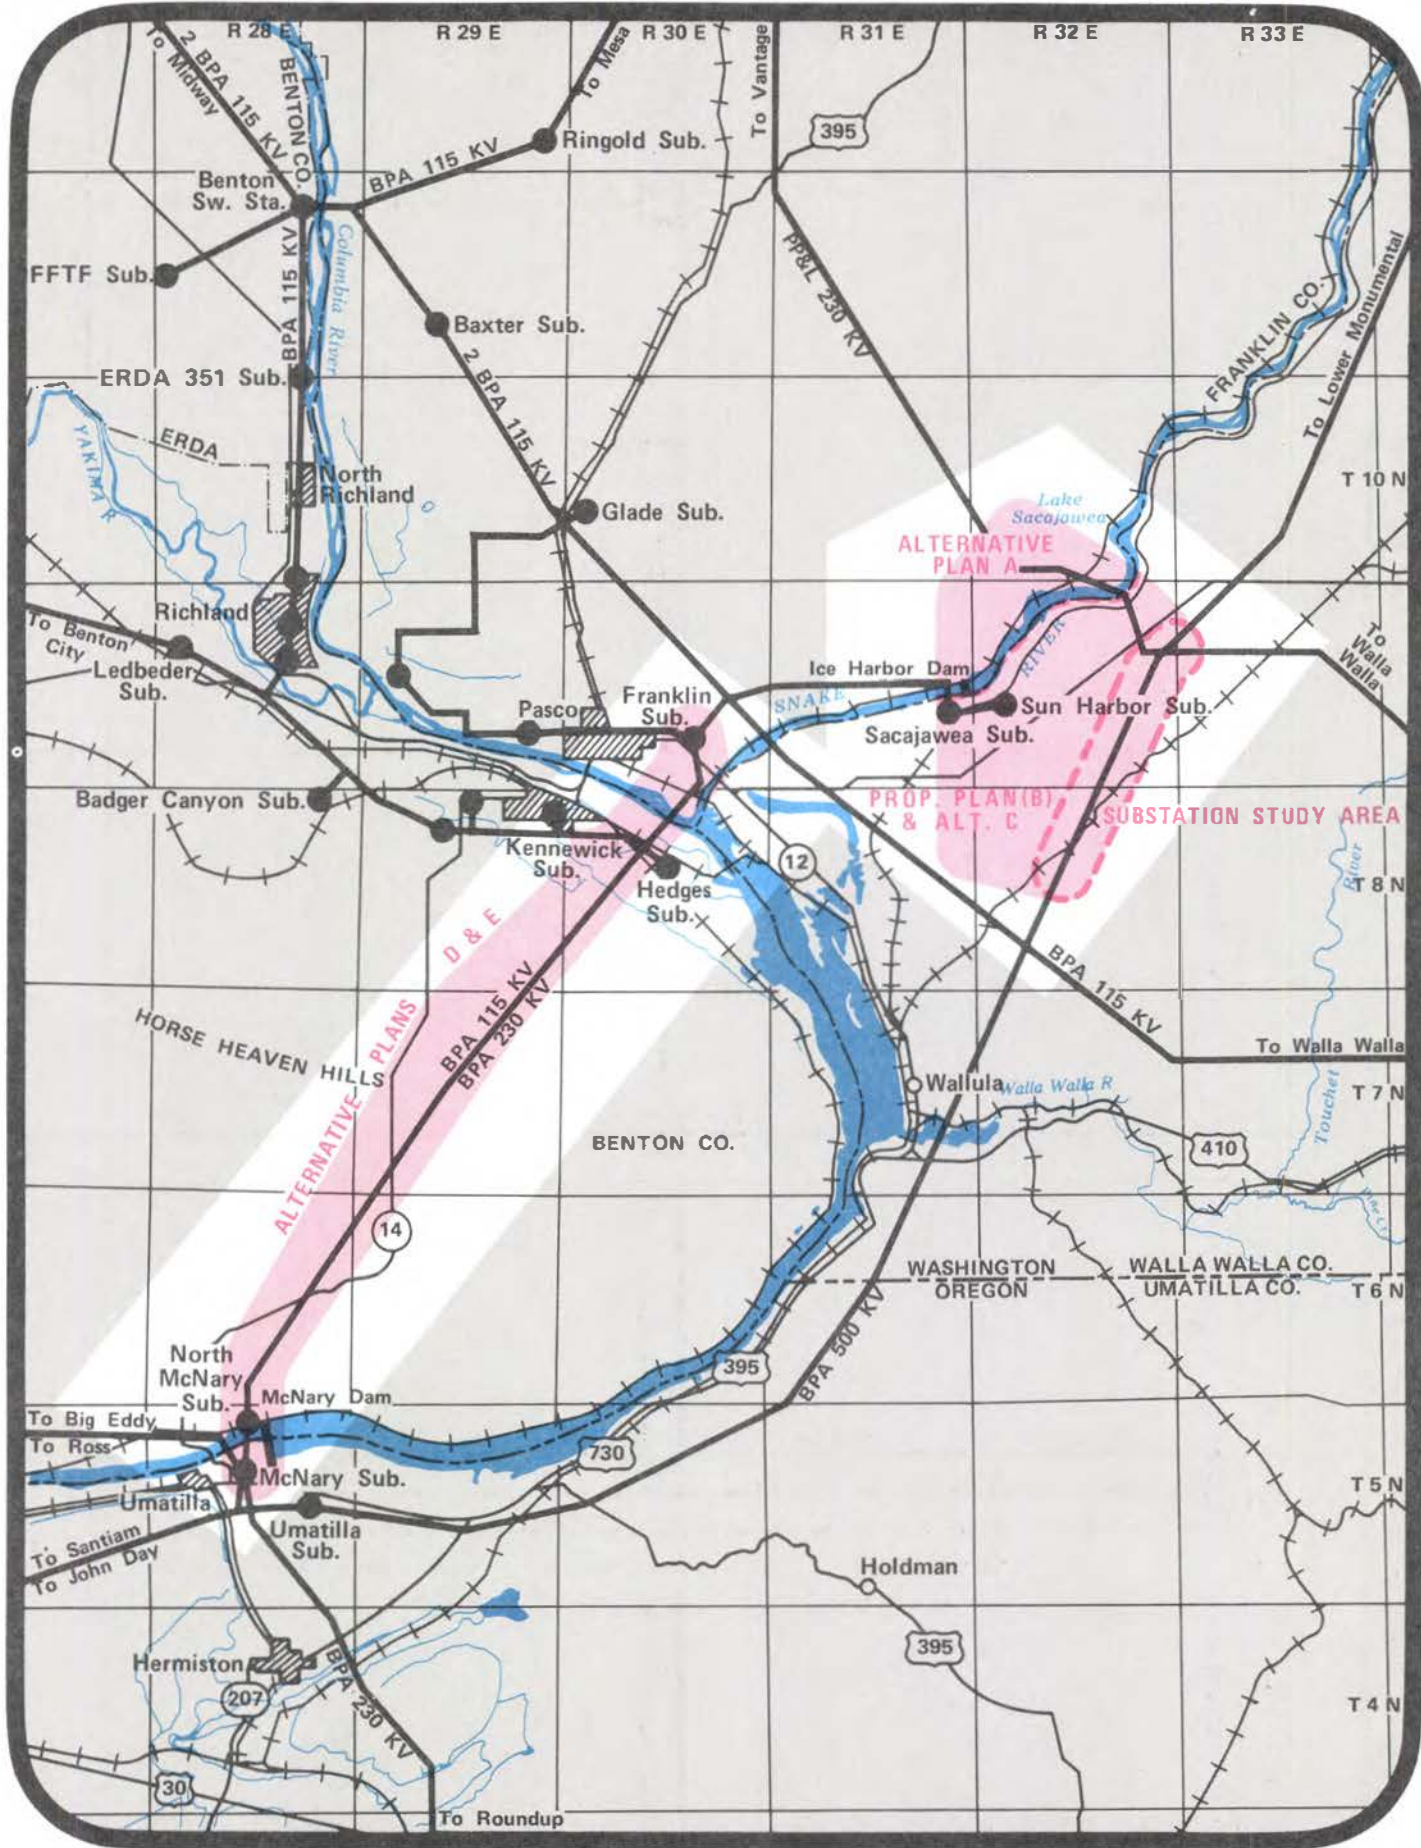 R 28 E
R 29 E
R 30 E
R 31 E
R 32 E
R 33 E
To
Midway
2 BPA 115 KV
BENTON CO.
To Mesa
To Vantage
395
Ringold Sub.
BPA 115 KV
Benton
Sw. Sta.
FFTF Sub.
BPA 115 KV
Columbia River
Baxter Sub.
PP&L 230 KV
FRANKLIN CO.
To Lower Monumental
ERDA 351 Sub.
2 BPA 115 KV
YAKIMA R
ERDA
North
Richland
Glade Sub.
Lake
Sacajowea
T 10 N
ALTERNATIVE
PLAN A
Richland
To Benton
City
Ledbeder
Sub.
To
Walla
Walla
Ice Harbor Dam
SNAKE
RIVER
Franklin
Sub.
Pasco
Sun Harbor Sub.
Sacajawea Sub.
Badger Canyon Sub.
PROP. PLAN(B)
& ALT. C
SUBSTATION STUDY AREA
Kennewick
Sub.
12
Hedges
Sub.
River
T 8 N
ALTERNATIVE PLANS D & E
BPA 115 KV
BPA 230 KV
BPA 115 KV
HORSE HEAVEN HILLS
To Walla Walla
Wallula
Walla Walla R
Touchet
T 7 N
BENTON CO.
410
14
WASHINGTON
OREGON
WALLA WALLA CO.
UMATILLA CO.
T 6 N
North
McNary
Sub.
McNary Dam
395
BPA 500 KV
To Big Eddy
To Ross
730
McNary Sub.
T 5 N
Umatilla
Umatilla
Sub.
To Santiam
To John Day
Holdman
Hermiston
395
207
BPA 230 KV
T 4 N
30
To Roundup